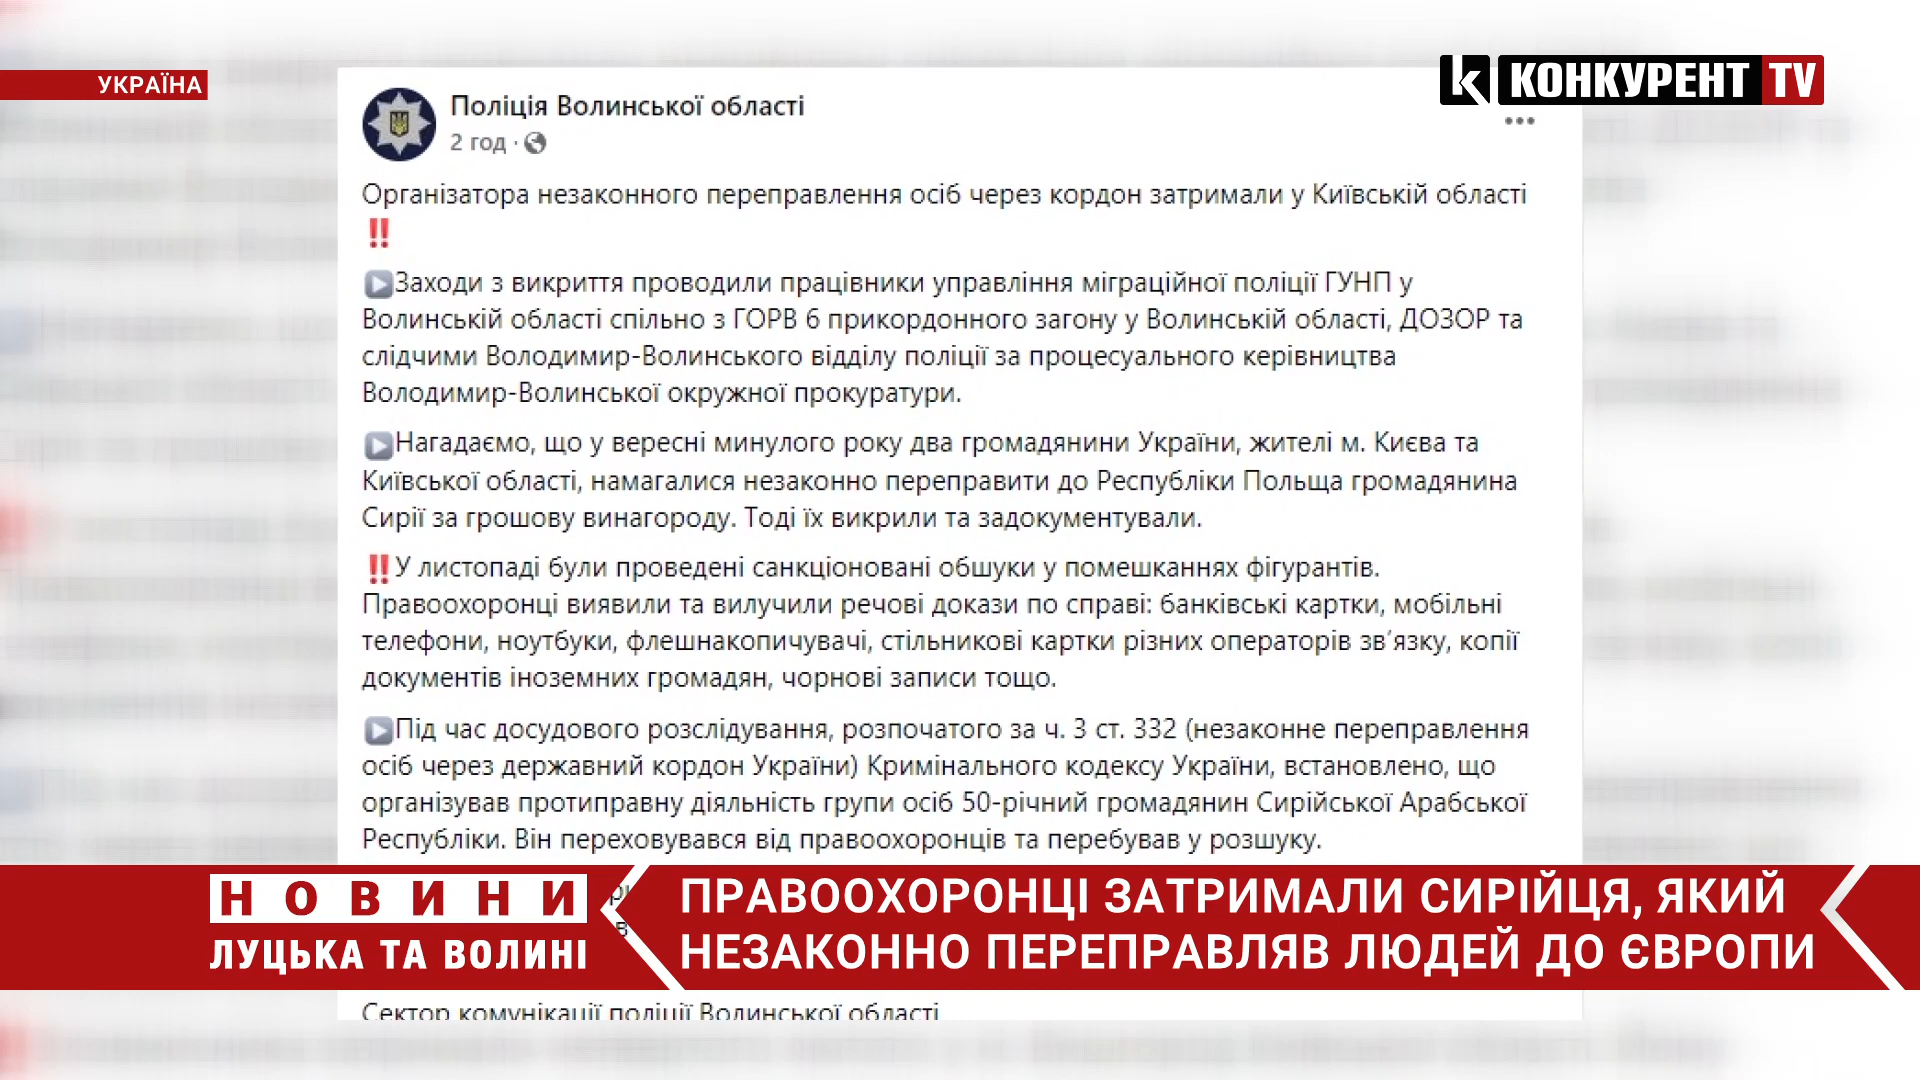 УКРАЇНА
КОНКУРЕНТ TV
Поліція Волинської області
2 год ·
Організатора незаконного переправлення осіб через кордон затримали у Київській області
‼
▶Заходи з викриття проводили працівники управління міграційної поліції ГУНП у
Волинській області спільно з ГОРВ 6 прикордонного загону у Волинській області, ДОЗОР та
слідчими Володимир-Волинського відділу поліції за процесуального керівництва
Володимир-Волинської окружної прокуратури.
▶Нагадаємо, що у вересні минулого року два громадянини України, жителі м. Києва та
Київської області, намагалися незаконно переправити до Республіки Польща громадянина
Сирії за грошову винагороду. Тоді їх викрили та задокументували.
‼У листопаді були проведені санкціоновані обшуки у помешканнях фігурантів.
Правоохоронці виявили та вилучили речові докази по справі: банківські картки, мобільні
телефони, ноутбуки, флешнакопичувачі, стільникові картки різних операторів зв’язку, копії
документів іноземних громадян, чорнові записи тощо.
▶Під час досудового розслідування, розпочатого за ч. 3 ст. 332 (незаконне переправлення
осіб через державний кордон України) Кримінального кодексу України, встановлено, що
організував протиправну діяльність групи осіб 50-річний громадянин Сирійської Арабської
Республіки. Він переховувався від правоохоронців та перебував у розшуку.
НОВИНИ
ЛУЦЬКА ТА ВОЛИНІ
ПРАВООХОРОНЦІ ЗАТРИМАЛИ СИРІЙЦЯ, ЯКИЙ
НЕЗАКОННО ПЕРЕПРАВЛЯВ ЛЮДЕЙ ДО ЄВРОПИ
Сектор комунікації поліції Волинської області